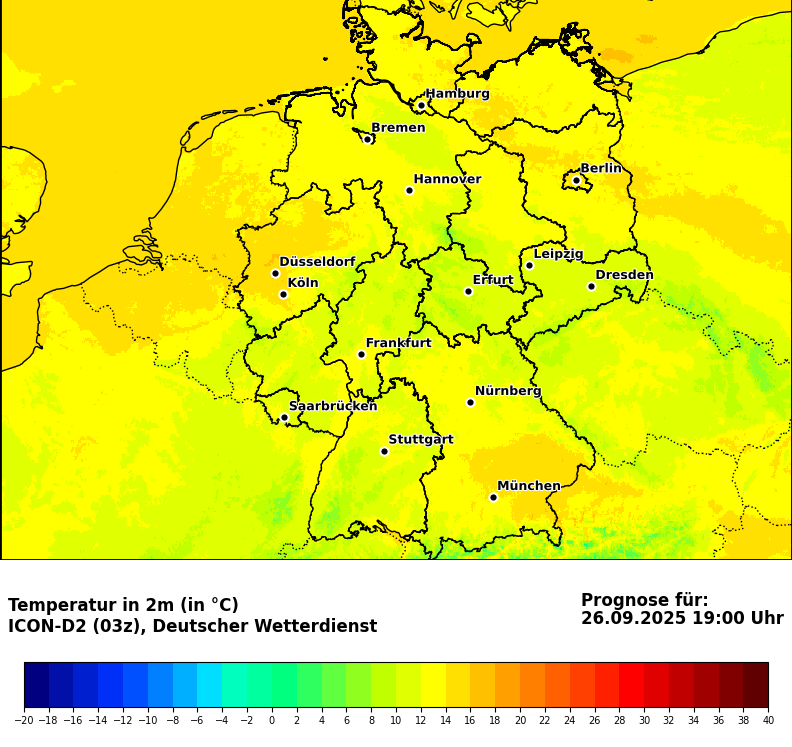 Hamburg
Bremen
Berlin
Hannover
Leipzig
Düsseldorf
Dresden
Köln
Erfurt
Frankfurt
Nürnberg
Saarbrücken
Stuttgart
München
Temperatur in 2m (in °C)
ICON-D2 (03z), Deutscher Wetterdienst
Prognose für:
26.09.2025 19:00 Uhr
−20 −18 −16 −14 −12 −10 −8 −6 −4 −2 0 2 4 6 8 10 12 14 16 18 20 22 24 26 28 30 32 34 36 38 40